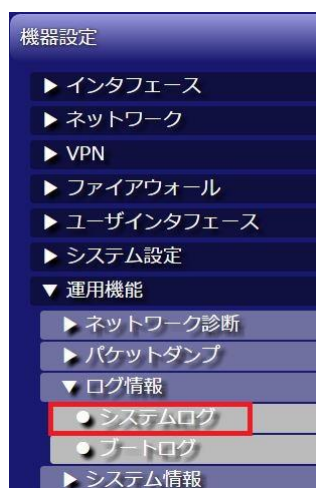 機器設定
▶ インタフェース
▶ ネットワーク
▶ VPN
▶ ファイアウォール
▶ ユーザインタフェース
▶ システム設定
▼ 運用機能
▶ ネットワーク診断
▶ パケットダンプ
▼ ログ情報
● システムログ
● ブートログ
▶ システム情報